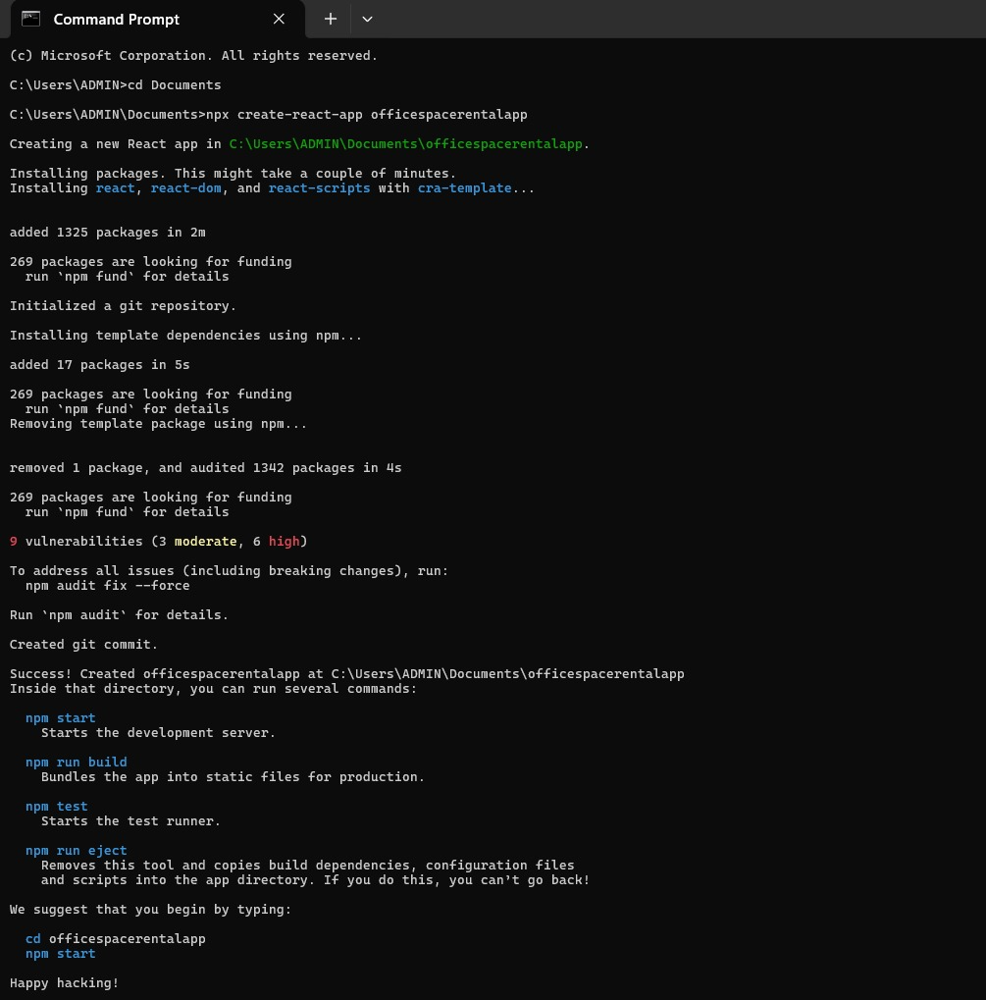 Command Prompt
(c) Microsoft Corporation. All rights reserved.
C:\Users\ADMIN>cd Documents
C:\Users\ADMIN\Documents>npx create-react-app officespacerentalapp
Creating a new React app in C:\Users\ADMIN\Documents\officespacerentalapp.
Installing packages. This might take a couple of minutes.
Installing react, react-dom, and react-scripts with cra-template...
added 1325 packages in 2m
269 packages are looking for funding
  run `npm fund` for details
Initialized a git repository.
Installing template dependencies using npm...
added 17 packages in 5s
269 packages are looking for funding
  run `npm fund` for details
Removing template package using npm...
removed 1 package, and audited 1342 packages in 4s
269 packages are looking for funding
  run `npm fund` for details
9 vulnerabilities (3 moderate, 6 high)
To address all issues (including breaking changes), run:
  npm audit fix --force
Run `npm audit` for details.
Created git commit.
Success! Created officespacerentalapp at C:\Users\ADMIN\Documents\officespacerentalapp
Inside that directory, you can run several commands:
  npm start
    Starts the development server.
  npm run build
    Bundles the app into static files for production.
  npm test
    Starts the test runner.
  npm run eject
    Removes this tool and copies build dependencies, configuration files
    and scripts into the app directory. If you do this, you can't go back!
We suggest that you begin by typing:
  cd officespacerentalapp
  npm start
Happy hacking!